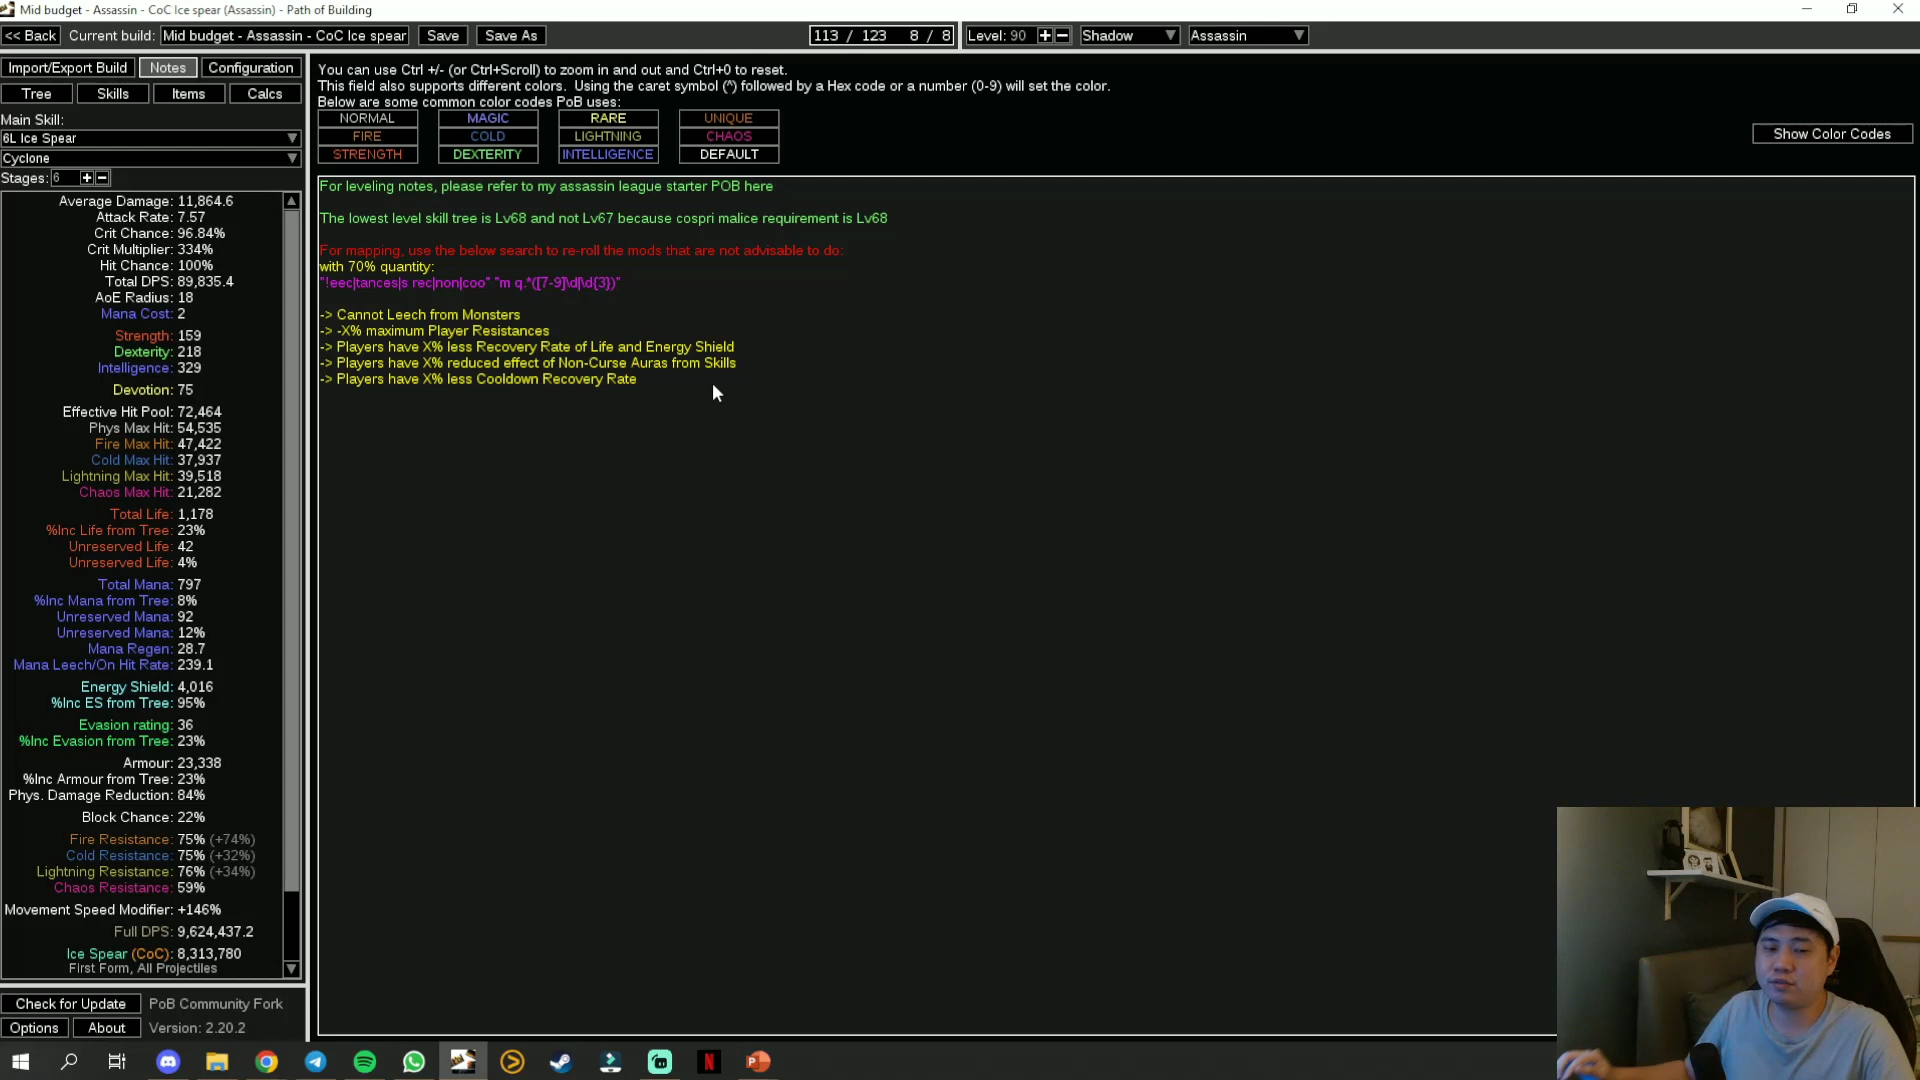 Mid budget - Assassin - CoC Ice spear (Assassin) - Path of Building
<< Back Current build: Mid budget - Assassin - CoC Ice spear Save Save As 113 / 123 8 / 8 Level: 90 + - Shadow Assassin
Import/Export Build Notes Configuration
Tree Skills Items Calcs
Main Skill:
6L Ice Spear
Cyclone
Stages: 6 + -
Average Damage: 11,864.6
Attack Rate: 7.57
Crit Chance: 96.84%
Crit Multiplier: 334%
Hit Chance: 100%
Total DPS: 89,835.4
AoE Radius: 18
Mana Cost: 2
Strength: 159
Dexterity: 218
Intelligence: 329
Devotion: 75
Effective Hit Pool: 72,464
Phys Max Hit: 54,535
Fire Max Hit: 47,422
Cold Max Hit: 37,937
Lightning Max Hit: 39,518
Chaos Max Hit: 21,282
Total Life: 1,178
%Inc Life from Tree: 23%
Unreserved Life: 42
Unreserved Life: 4%
Total Mana: 797
%Inc Mana from Tree: 8%
Unreserved Mana: 92
Unreserved Mana: 12%
Mana Regen: 28.7
Mana Leech/On Hit Rate: 239.1
Energy Shield: 4,016
%Inc ES from Tree: 95%
Evasion rating: 36
%Inc Evasion from Tree: 23%
Armour: 23,338
%Inc Armour from Tree: 23%
Phys. Damage Reduction: 84%
Block Chance: 22%
Fire Resistance: 75% (+74%)
Cold Resistance: 75% (+32%)
Lightning Resistance: 76% (+34%)
Chaos Resistance: 59%
Movement Speed Modifier: +146%
Full DPS: 9,624,437.2
Ice Spear (CoC): 8,313,780
First Form, All Projectiles
Check for Update PoB Community Fork
Options About Version: 2.20.2
You can use Ctrl +/- (or Ctrl+Scroll) to zoom in and out and Ctrl+0 to reset.
This field also supports different colors. Using the caret symbol (^) followed by a Hex code or a number (0-9) will set the color.
Below are some common color codes PoB uses:
NORMAL MAGIC RARE UNIQUE
FIRE COLD LIGHTNING CHAOS
STRENGTH DEXTERITY INTELLIGENCE DEFAULT
Show Color Codes
For leveling notes, please refer to my assassin league starter POB here
The lowest level skill tree is Lv68 and not Lv67 because cospri malice requirement is Lv68
For mapping, use the below search to re-roll the mods that are not advisable to do:
with 70% quantity:
"!eec|tances|s rec|non|coo" "m q.*([7-9]\d|\d{3})"
-> Cannot Leech from Monsters
-> -X% maximum Player Resistances
-> Players have X% less Recovery Rate of Life and Energy Shield
-> Players have X% reduced effect of Non-Curse Auras from Skills
-> Players have X% less Cooldown Recovery Rate